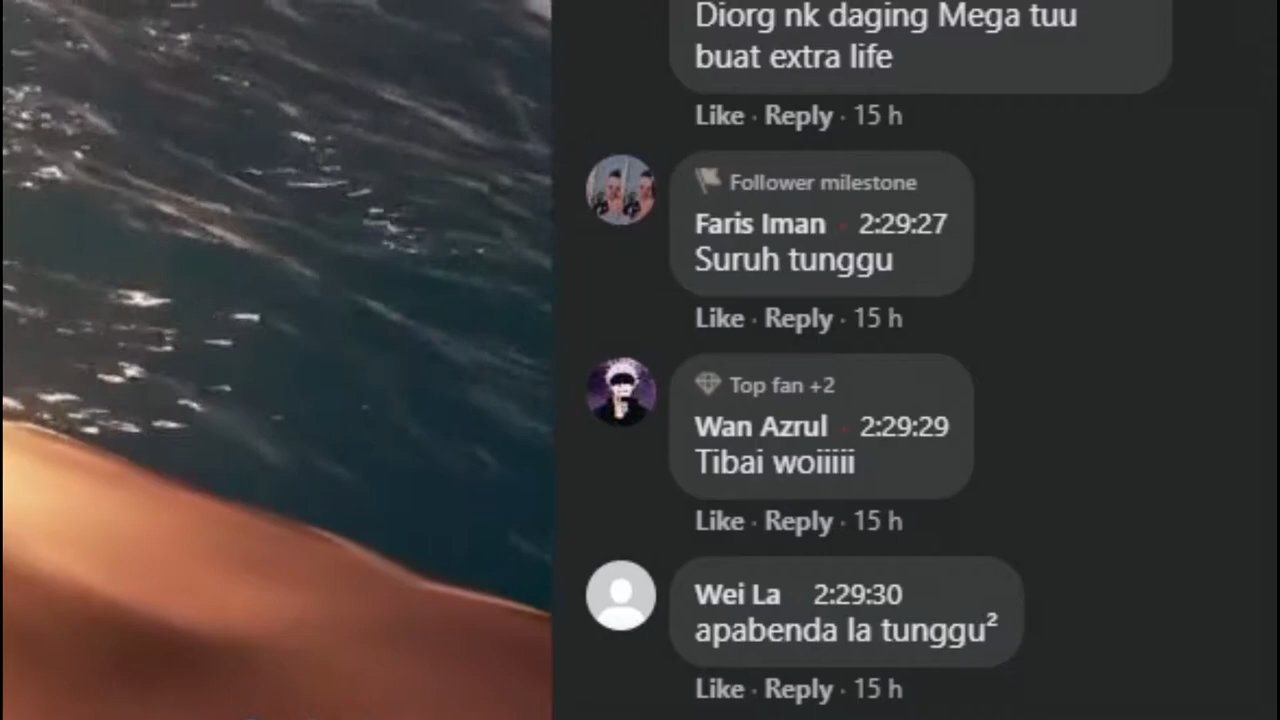 Diorg nk daging Mega tuu
buat extra life
Like · Reply · 15 h
Follower milestone
Faris Iman · 2:29:27
Suruh tunggu
Like · Reply · 15 h
Top fan +2
Wan Azrul · 2:29:29
Tibai woiiiii
Like · Reply · 15 h
Wei La 2:29:30
apabenda la tunggu²
Like · Reply · 15 h